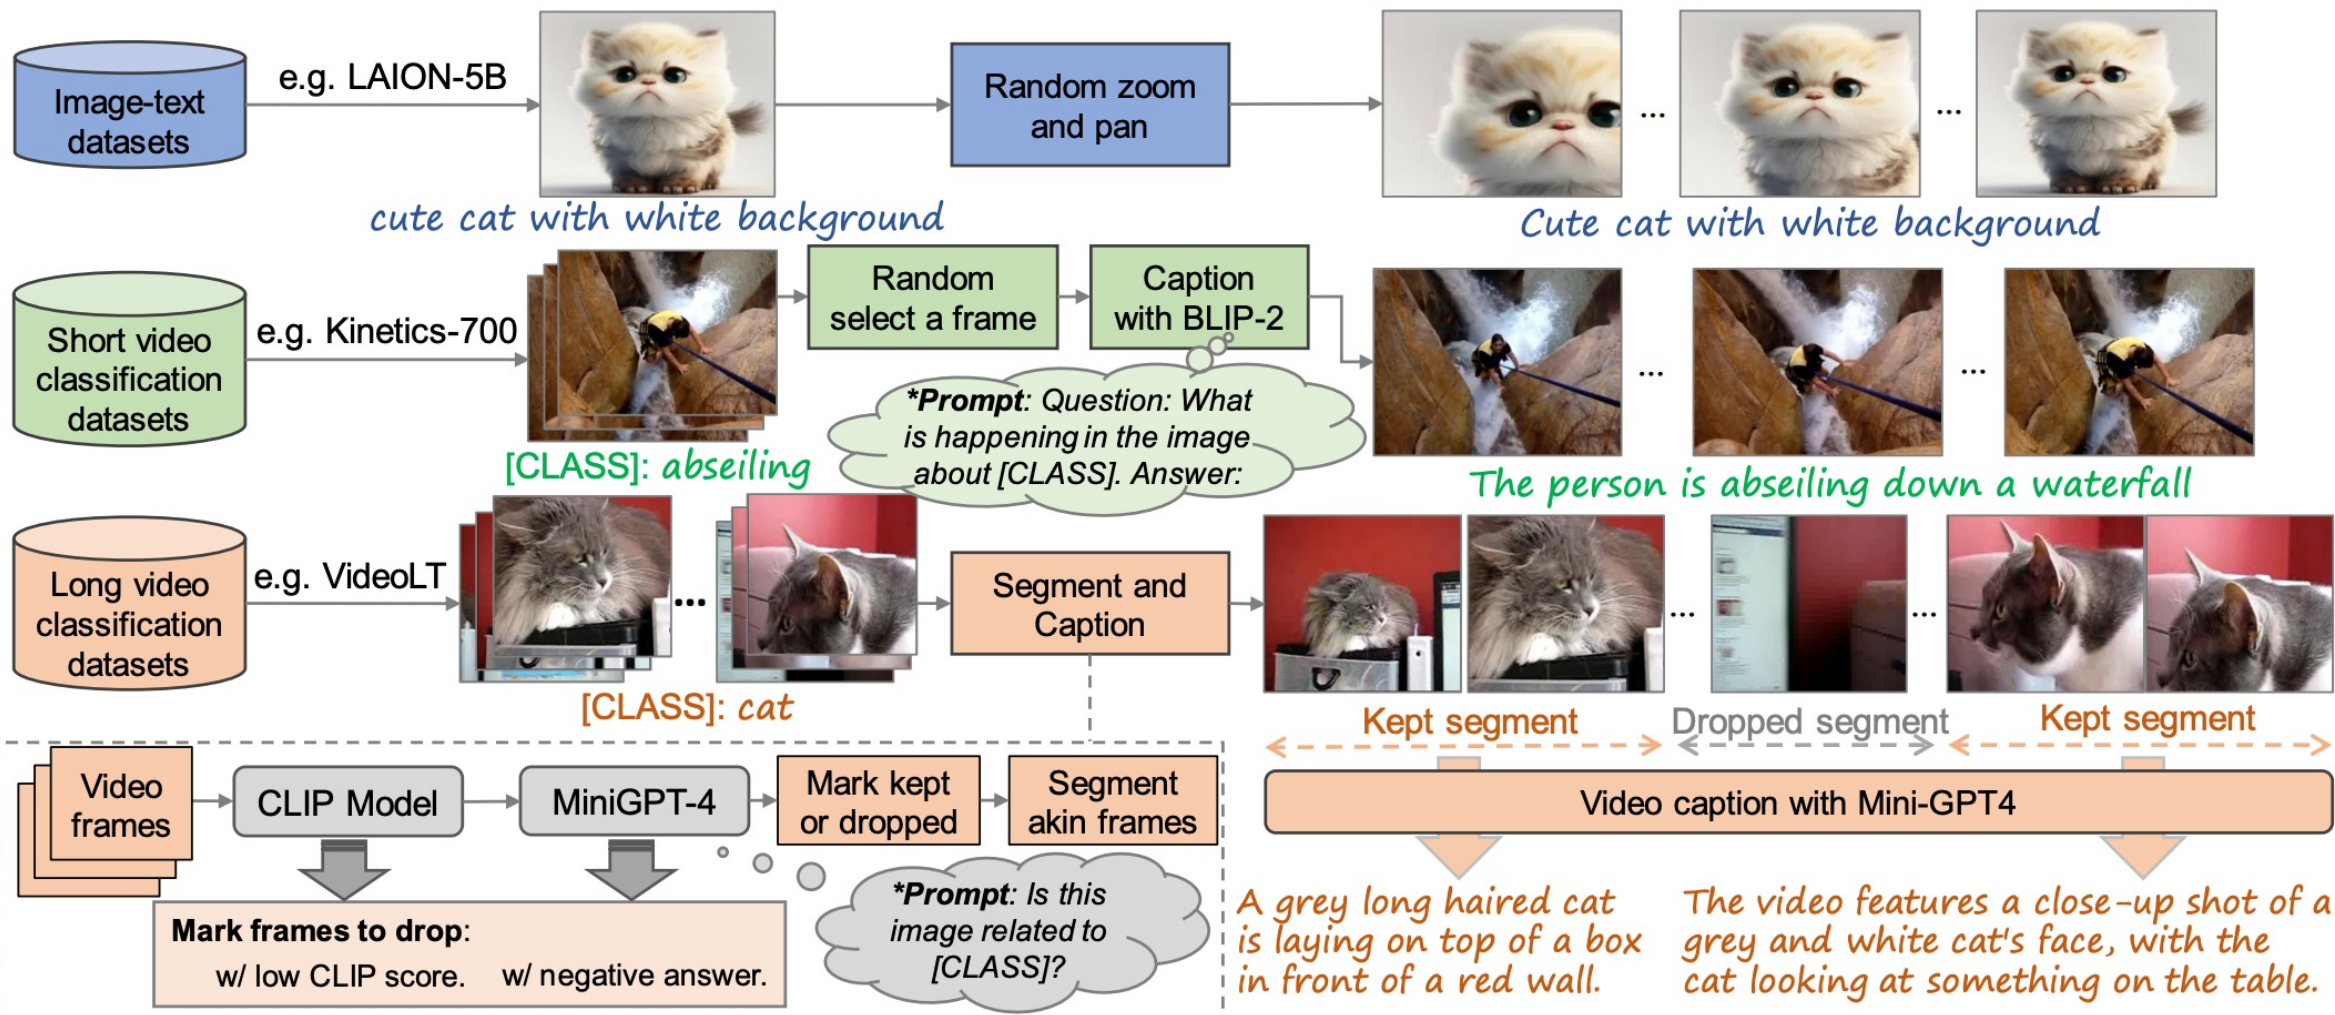 Image-text
datasets
e.g. LAION-5B
Random zoom
and pan
...
...
cute cat with white background
Cute cat with white background
Short video
classification
datasets
e.g. Kinetics-700
Random
select a frame
Caption
with BLIP-2
...
...
*Prompt: Question: What
is happening in the image
about [CLASS]. Answer:
[CLASS]: abseiling
The person is abseiling down a waterfall
Long video
classification
datasets
e.g. VideoLT
...
Segment and
Caption
...
...
[CLASS]: cat
Kept segment
Dropped segment
Kept segment
Video
frames
CLIP Model
MiniGPT-4
Mark kept
or dropped
Segment
akin frames
Video caption with Mini-GPT4
Mark frames to drop:
w/ low CLIP score.
w/ negative answer.
*Prompt: Is this
image related to
[CLASS]?
A grey long haired cat
is laying on top of a box
in front of a red wall.
The video features a close-up shot of a
grey and white cat's face, with the
cat looking at something on the table.